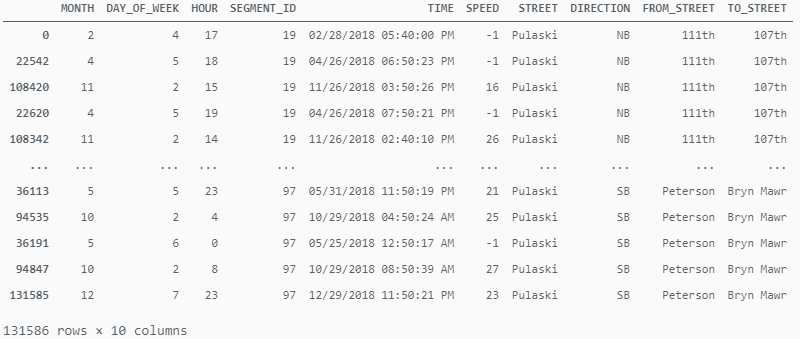 MONTH DAY_OF_WEEK HOUR SEGMENT_ID TIME SPEED STREET DIRECTION FROM_STREET TO_STREET
0 2 4 17 19 02/28/2018 05:40:00 PM -1 Pulaski NB 111th 107th
22542 4 5 18 19 04/26/2018 06:50:23 PM -1 Pulaski NB 111th 107th
108420 11 2 15 19 11/26/2018 03:50:26 PM 16 Pulaski NB 111th 107th
22620 4 5 19 19 04/26/2018 07:50:21 PM -1 Pulaski NB 111th 107th
108342 11 2 14 19 11/26/2018 02:40:10 PM 26 Pulaski NB 111th 107th
... ... ... ... ... ... ... ... ... ... ...
36113 5 5 23 97 05/31/2018 11:50:19 PM 21 Pulaski SB Peterson Bryn Mawr
94535 10 2 4 97 10/29/2018 04:50:24 AM 25 Pulaski SB Peterson Bryn Mawr
36191 5 6 0 97 05/25/2018 12:50:17 AM -1 Pulaski SB Peterson Bryn Mawr
94847 10 2 8 97 10/29/2018 08:50:39 AM 27 Pulaski SB Peterson Bryn Mawr
131585 12 7 23 97 12/29/2018 11:50:21 PM 23 Pulaski SB Peterson Bryn Mawr
131586 rows × 10 columns